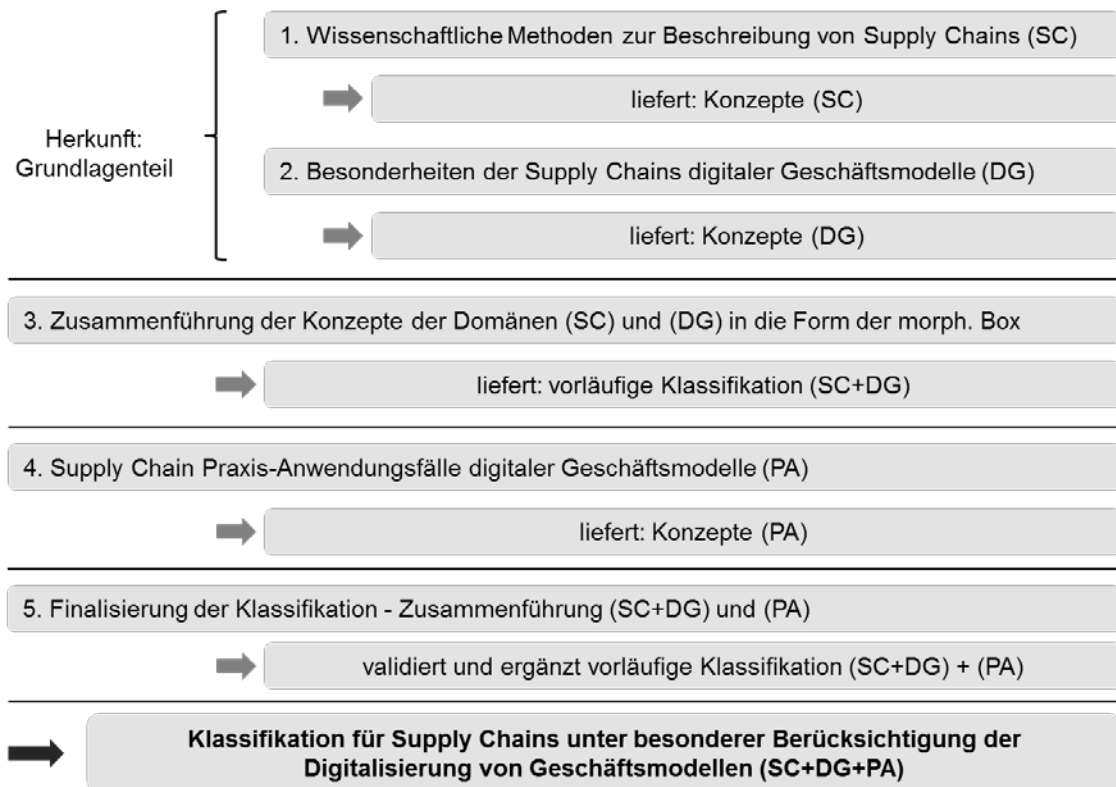 1. Wissenschaftliche Methoden zur Beschreibung von Supply Chains (SC)
liefert: Konzepte (SC)
Herkunft:
Grundlagenteil
2. Besonderheiten der Supply Chains digitaler Geschäftsmodelle (DG)
liefert: Konzepte (DG)
3. Zusammenführung der Konzepte der Domänen (SC) und (DG) in die Form der morph. Box
liefert: vorläufige Klassifikation (SC+DG)
4. Supply Chain Praxis-Anwendungsfälle digitaler Geschäftsmodelle (PA)
liefert: Konzepte (PA)
5. Finalisierung der Klassifikation - Zusammenführung (SC+DG) und (PA)
validiert und ergänzt vorläufige Klassifikation (SC+DG) + (PA)
Klassifikation für Supply Chains unter besonderer Berücksichtigung der
Digitalisierung von Geschäftsmodellen (SC+DG+PA)